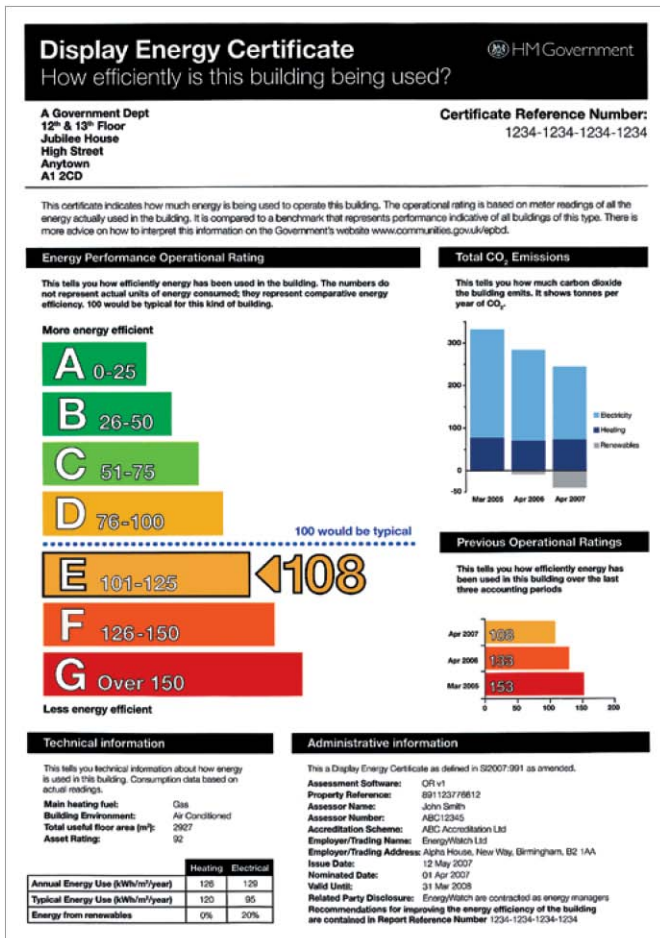 Display Energy Certificate
HM Government
How efficiently is this building being used?
A Government Dept
12th & 13th Floor
Jubilee House
High Street
Anytown
A1 2CD
Certificate Reference Number:
1234-1234-1234-1234
This certificate indicates how much energy is being used to operate this building. The operational rating is based on meter readings of all the
energy actually used in the building. It is compared to a benchmark that represents performance indicative of all buildings of this type. There is
more advice on how to interpret this information on the Government's website www.communities.gov.uk/epbd.
Energy Performance Operational Rating
This tells you how efficiently energy has been used in the building. The numbers do
not represent actual units of energy consumed; they represent comparative energy
efficiency. 100 would be typical for this kind of building.
More energy efficient
A 0-25
B 26-50
C 51-75
D 76-100
100 would be typical
E 101-125
108
F 126-150
G Over 150
Less energy efficient
Total CO2 Emissions
This tells you how much carbon dioxide
the building emits. It shows tonnes per
year of CO2.
300
200
100
0
-50
Electricity
Heating
Renewables
Mar 2005 Apr 2006 Apr 2007
Previous Operational Ratings
This tells you how efficiently energy has
been used in this building over the last
three accounting periods
Apr 2007 108
Apr 2006 133
Mar 2005 153
0 50 100 150 200
Technical information
This tells you technical information about how energy
is used in this building. Consumption data based on
actual readings.
Main heating fuel: Gas
Building Environment: Air Conditioned
Total useful floor area (m²): 2927
Asset Rating: 92
Heating Electrical
Annual Energy Use (kWh/m²/year) 126 129
Typical Energy Use (kWh/m²/year) 120 95
Energy from renewables 0% 20%
Administrative information
This a Display Energy Certificate as defined in SI2007:991 as amended.
Assessment Software: OR v1
Property Reference: 891123776612
Assessor Name: John Smith
Assessor Number: ABC12345
Accreditation Scheme: ABC Accreditation Ltd
Employer/Trading Name: EnergyWatch Ltd
Employer/Trading Address: Alpha House, New Way, Birmingham, B2 1AA
Issue Date: 12 May 2007
Nominated Date: 01 Apr 2007
Valid Until: 31 Mar 2008
Related Party Disclosure: EnergyWatch are contracted as energy managers
Recommendations for improving the energy efficiency of the building
are contained in Report Reference Number 1234-1234-1234-1234